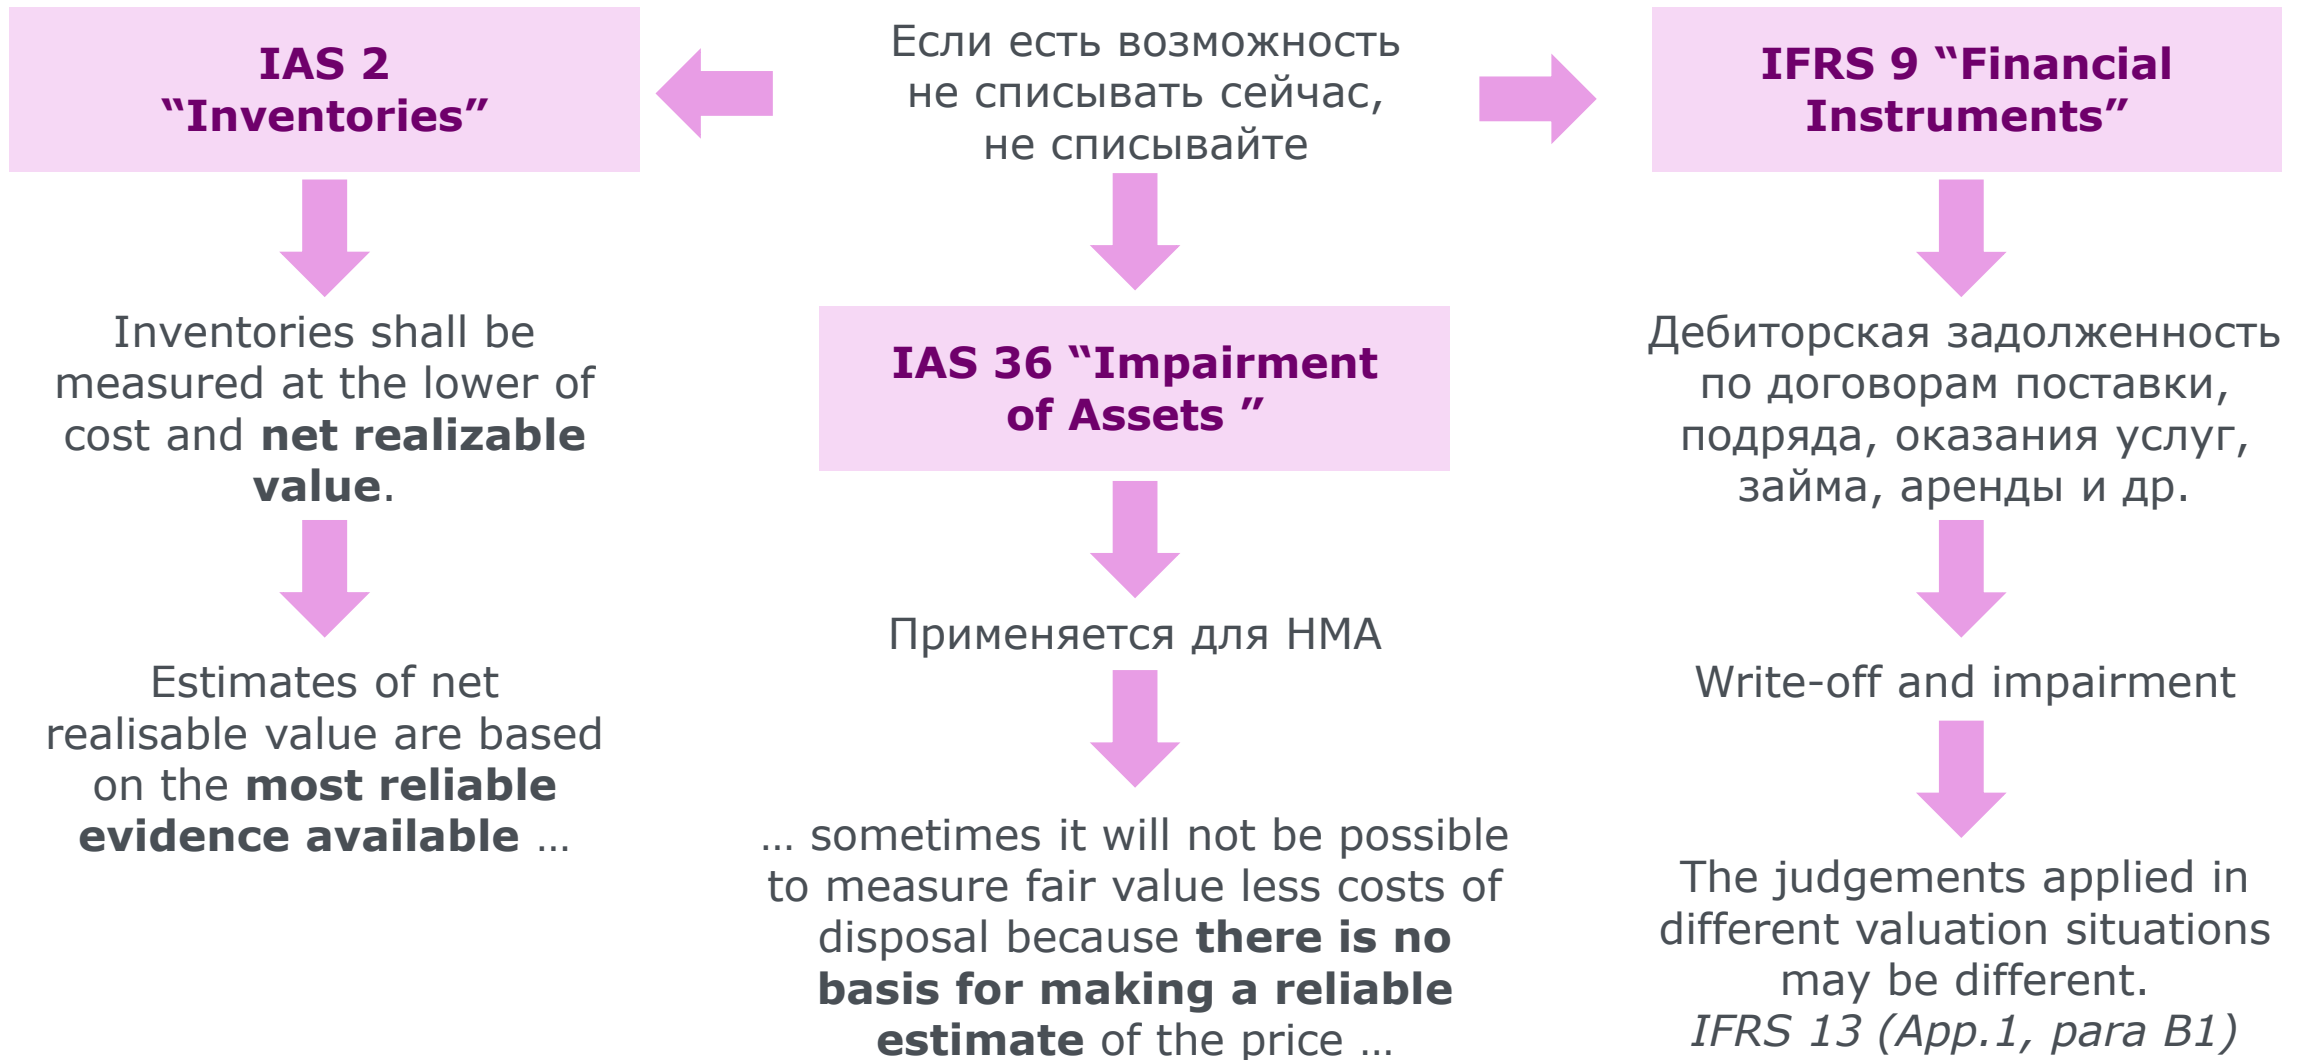 IAS 2
“Inventories”
Inventories shall be
measured at the lower of
cost and net realizable
value.
Estimates of net
realisable value are based
on the most reliable
evidence available …
Если есть возможность
не списывать сейчас,
не списывайте
IAS 36 “Impairment
of Assets ”
Применяется для НМА
… sometimes it will not be possible
to measure fair value less costs of
disposal because there is no
basis for making a reliable
estimate of the price …
IFRS 9 “Financial
Instruments”
Дебиторская задолженность
по договорам поставки,
подряда, оказания услуг,
займа, аренды и др.
Write-off and impairment
The judgements applied in
different valuation situations
may be different.
IFRS 13 (App.1, para B1)